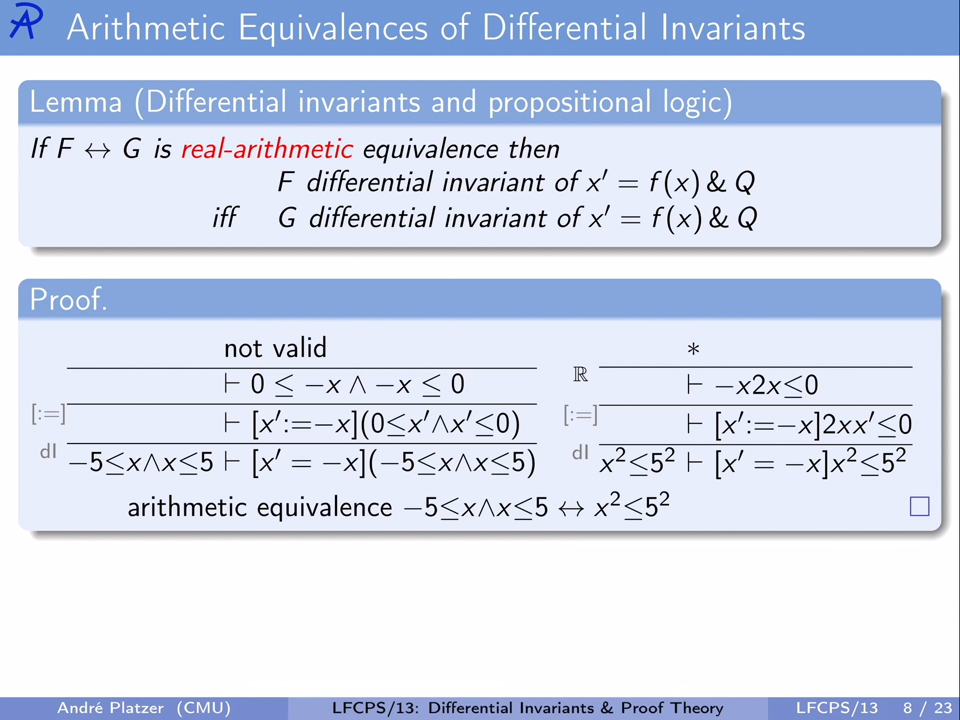 Arithmetic Equivalences of Differential Invariants
Lemma (Differential invariants and propositional logic)
If F ↔ G is real-arithmetic equivalence then
F differential invariant of x′ = f(x) & Q
iff G differential invariant of x′ = f(x) & Q
Proof.
not valid
⊢ 0 ≤ −x ∧ −x ≤ 0
[:=] ⊢ [x′:=−x](0≤x′∧x′≤0)
dI −5≤x∧x≤5 ⊢ [x′ = −x](−5≤x∧x≤5)
∗
ℝ ⊢ −x2x≤0
[:=] ⊢ [x′:=−x]2xx′≤0
dI x²≤5² ⊢ [x′ = −x]x²≤5²
arithmetic equivalence −5≤x∧x≤5 ↔ x²≤5² □
André Platzer (CMU) LFCPS/13: Differential Invariants & Proof Theory LFCPS/13 8 / 23